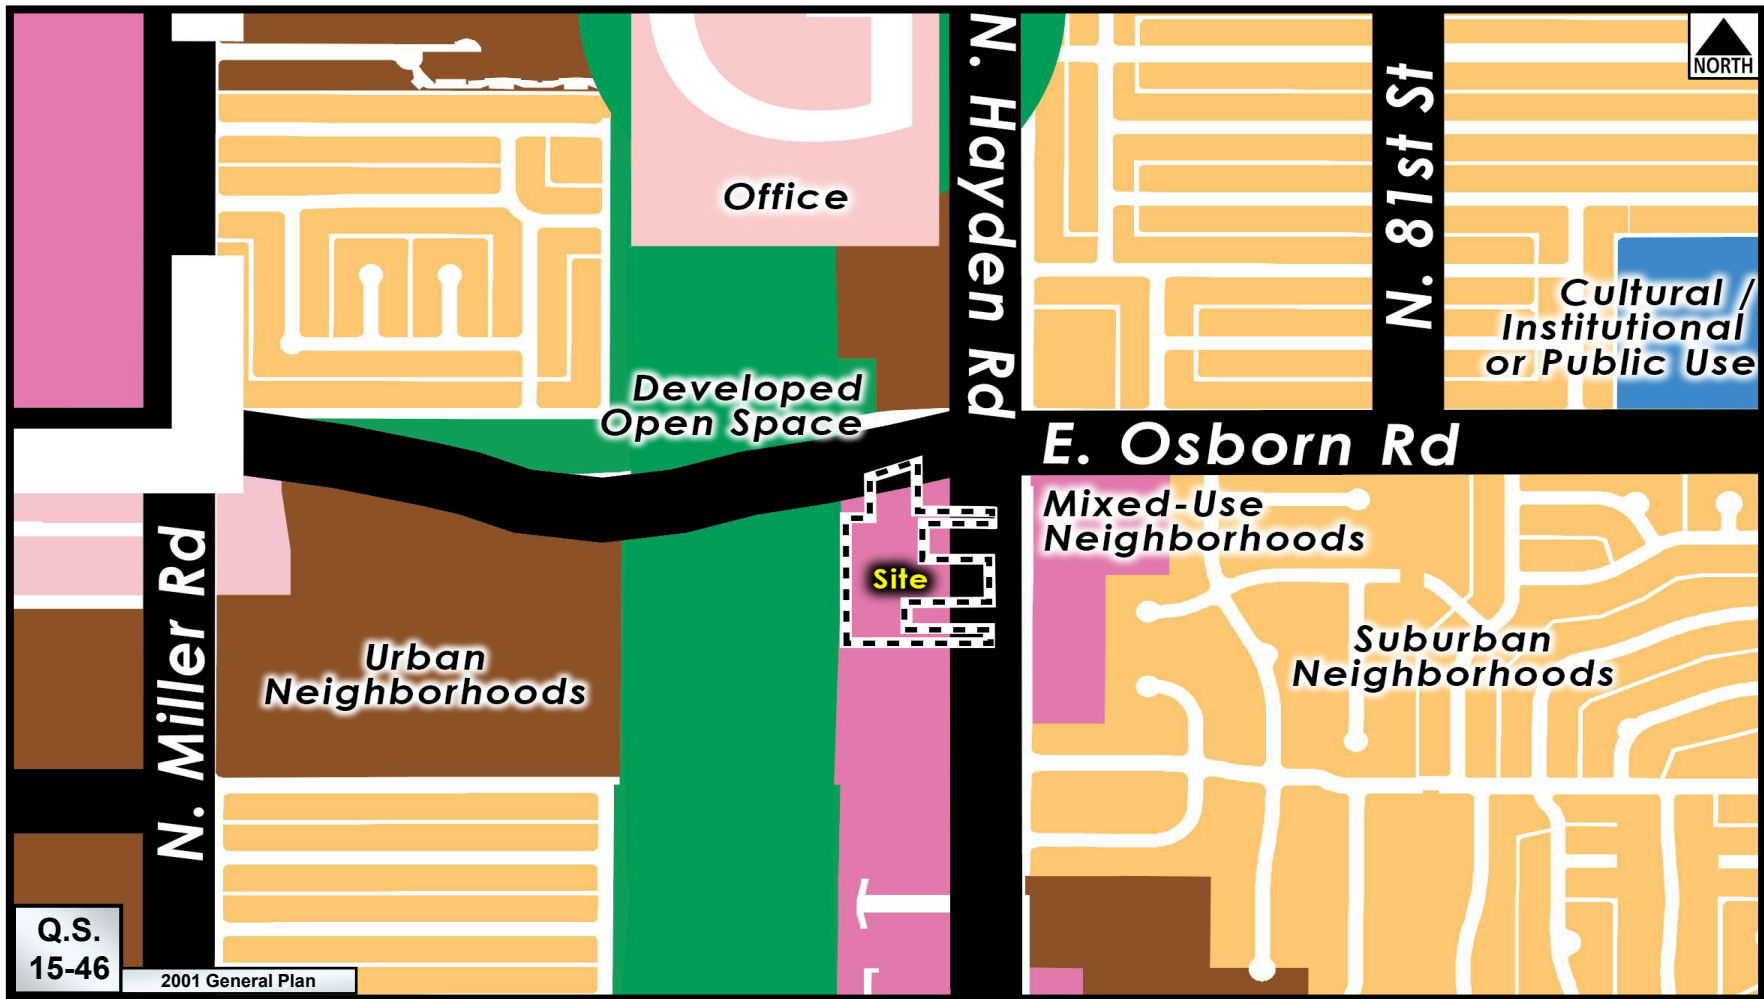 NORTH
N. Hayden Rd
N. 81st St
Office
Cultural /
Institutional
or Public Use
Developed
Open Space
E. Osborn Rd
Mixed-Use
Neighborhoods
Site
N. Miller Rd
Urban
Neighborhoods
Suburban
Neighborhoods
Q.S.
15-46
2001 General Plan